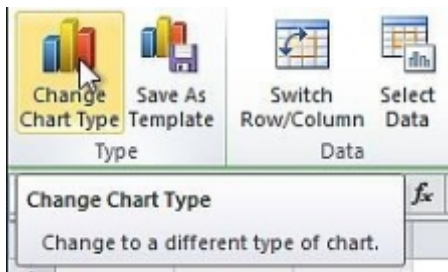 Change Chart Type
Save As Template
Switch Row/Column
Select Data
Type
Data
Change Chart Type
fx
Change to a different type of chart.